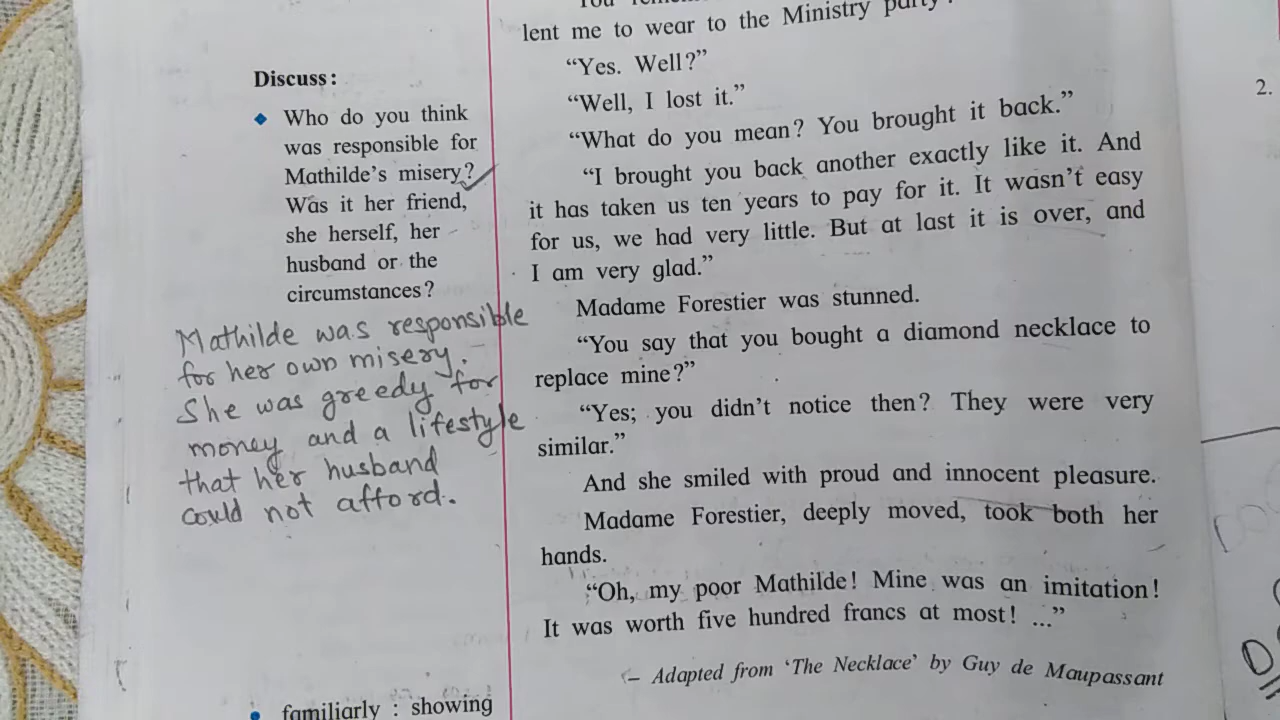 Discuss:
◆ Who do you think
was responsible for
Mathilde's misery?
Was it her friend,
she herself, her
husband or the
circumstances?
Mathilde was responsible
for her own misery.
She was greedy for
money and a lifestyle
that her husband
could not afford.
• familiarly : showing
lent me to wear to the Ministry party?
“Yes. Well?”
“Well, I lost it.”
“What do you mean? You brought it back.”
“I brought you back another exactly like it. And
it has taken us ten years to pay for it. It wasn't easy
for us, we had very little. But at last it is over, and
I am very glad.”
Madame Forestier was stunned.
“You say that you bought a diamond necklace to
replace mine?”
“Yes; you didn't notice then? They were very
similar.”
And she smiled with proud and innocent pleasure.
Madame Forestier, deeply moved, took both her
hands.
“Oh, my poor Mathilde! Mine was an imitation!
It was worth five hundred francs at most! ...”
– Adapted from ‘The Necklace’ by Guy de Maupassant
2.